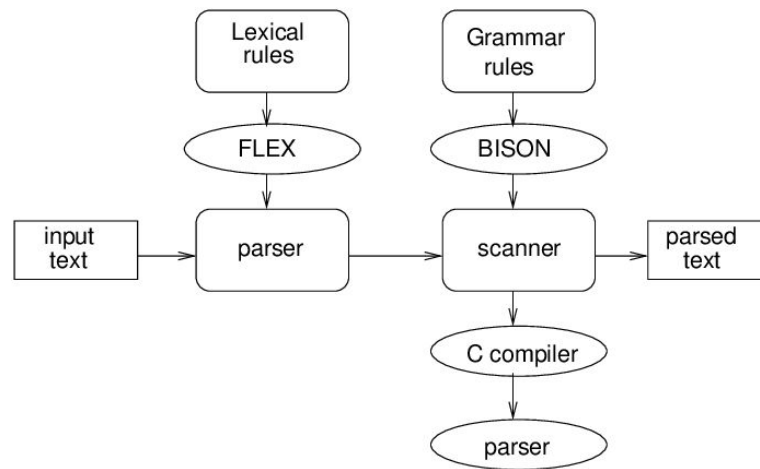 Lexical
rules
Grammar
rules
FLEX
BISON
input
text
parser
scanner
parsed
text
C compiler
parser